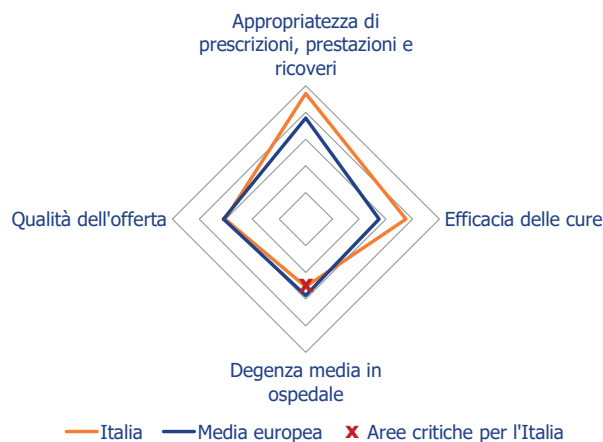 Appropriatezza di
prescrizioni, prestazioni e
ricoveri
Qualità dell'offerta
Efficacia delle cure
Degenza media in
ospedale
Italia Media europea x Aree critiche per l'Italia